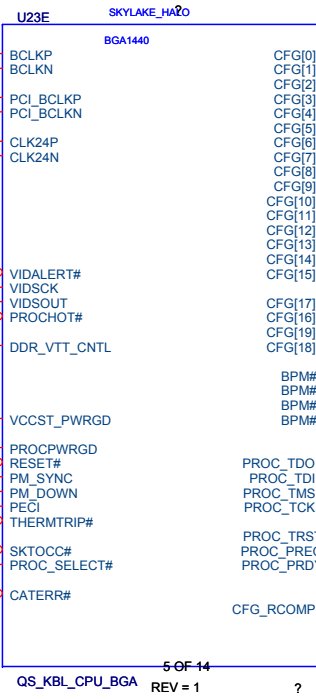 U23E
SKYLAKE_HALO
?
BGA1440
BCLKP CFG[0]
BCLKN CFG[1]
CFG[2]
PCI_BCLKP CFG[3]
PCI_BCLKN CFG[4]
CFG[5]
CLK24P CFG[6]
CLK24N CFG[7]
CFG[8]
CFG[9]
CFG[10]
CFG[11]
CFG[12]
CFG[13]
CFG[14]
VIDALERT# CFG[15]
VIDSCK
VIDSOUT CFG[17]
PROCHOT# CFG[16]
CFG[19]
DDR_VTT_CNTL CFG[18]
BPM#
BPM#
BPM#
VCCST_PWRGD BPM#
PROCPWRGD
RESET# PROC_TDO
PM_SYNC PROC_TDI
PM_DOWN PROC_TMS
PECI PROC_TCK
THERMTRIP#
PROC_TRST
SKTOCC# PROC_PREQ
PROC_SELECT# PROC_PRDY
CATERR#
CFG_RCOMP
5 OF 14
QS_KBL_CPU_BGA REV = 1 ?